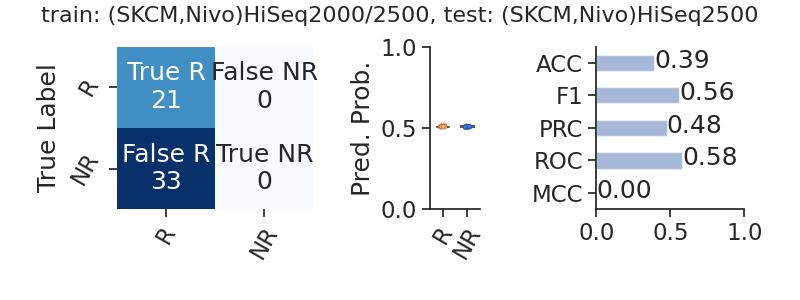 train: (SKCM,Nivo)HiSeq2000/2500, test: (SKCM,Nivo)HiSeq2500
True Label
R
NR
True R
21
False NR
0
False R
33
True NR
0
R
NR
Pred. Prob.
1.0
0.5
0.0
R
NR
ACC
0.39
F1
0.56
PRC
0.48
ROC
0.58
MCC
0.00
0.0
0.5
1.0